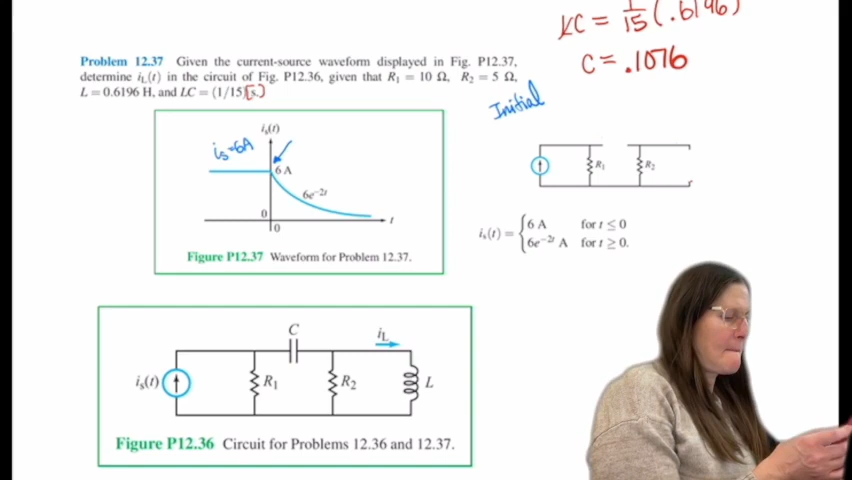 LC = 1/15 (.6196)
C = .1076
Problem 12.37 Given the current-source waveform displayed in Fig. P12.37,
determine iL(t) in the circuit of Fig. P12.36, given that R1 = 10 Ω, R2 = 5 Ω,
L = 0.6196 H, and LC = (1/15) [s.]
Initial
is(t)
is=6A
6 A
6e^−2t
0
t
0
Figure P12.37 Waveform for Problem 12.37.
R1
R2
is(t) = { 6 A for t ≤ 0
6e^−2t A for t ≥ 0.
C
iL
is(t)
R1
R2
L
Figure P12.36 Circuit for Problems 12.36 and 12.37.